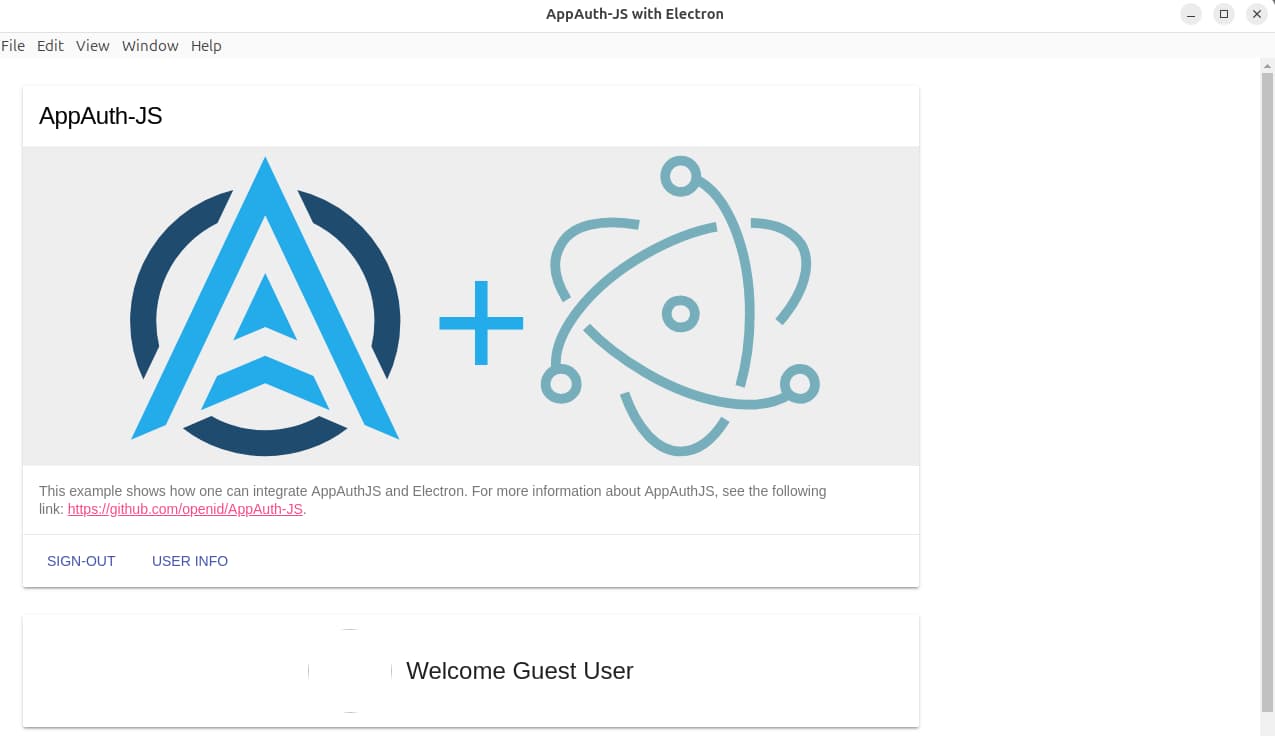 AppAuth-JS with Electron
File Edit View Window Help
AppAuth-JS
This example shows how one can integrate AppAuthJS and Electron. For more information about AppAuthJS, see the following
link: https://github.com/openid/AppAuth-JS.
SIGN-OUT USER INFO
Welcome Guest User